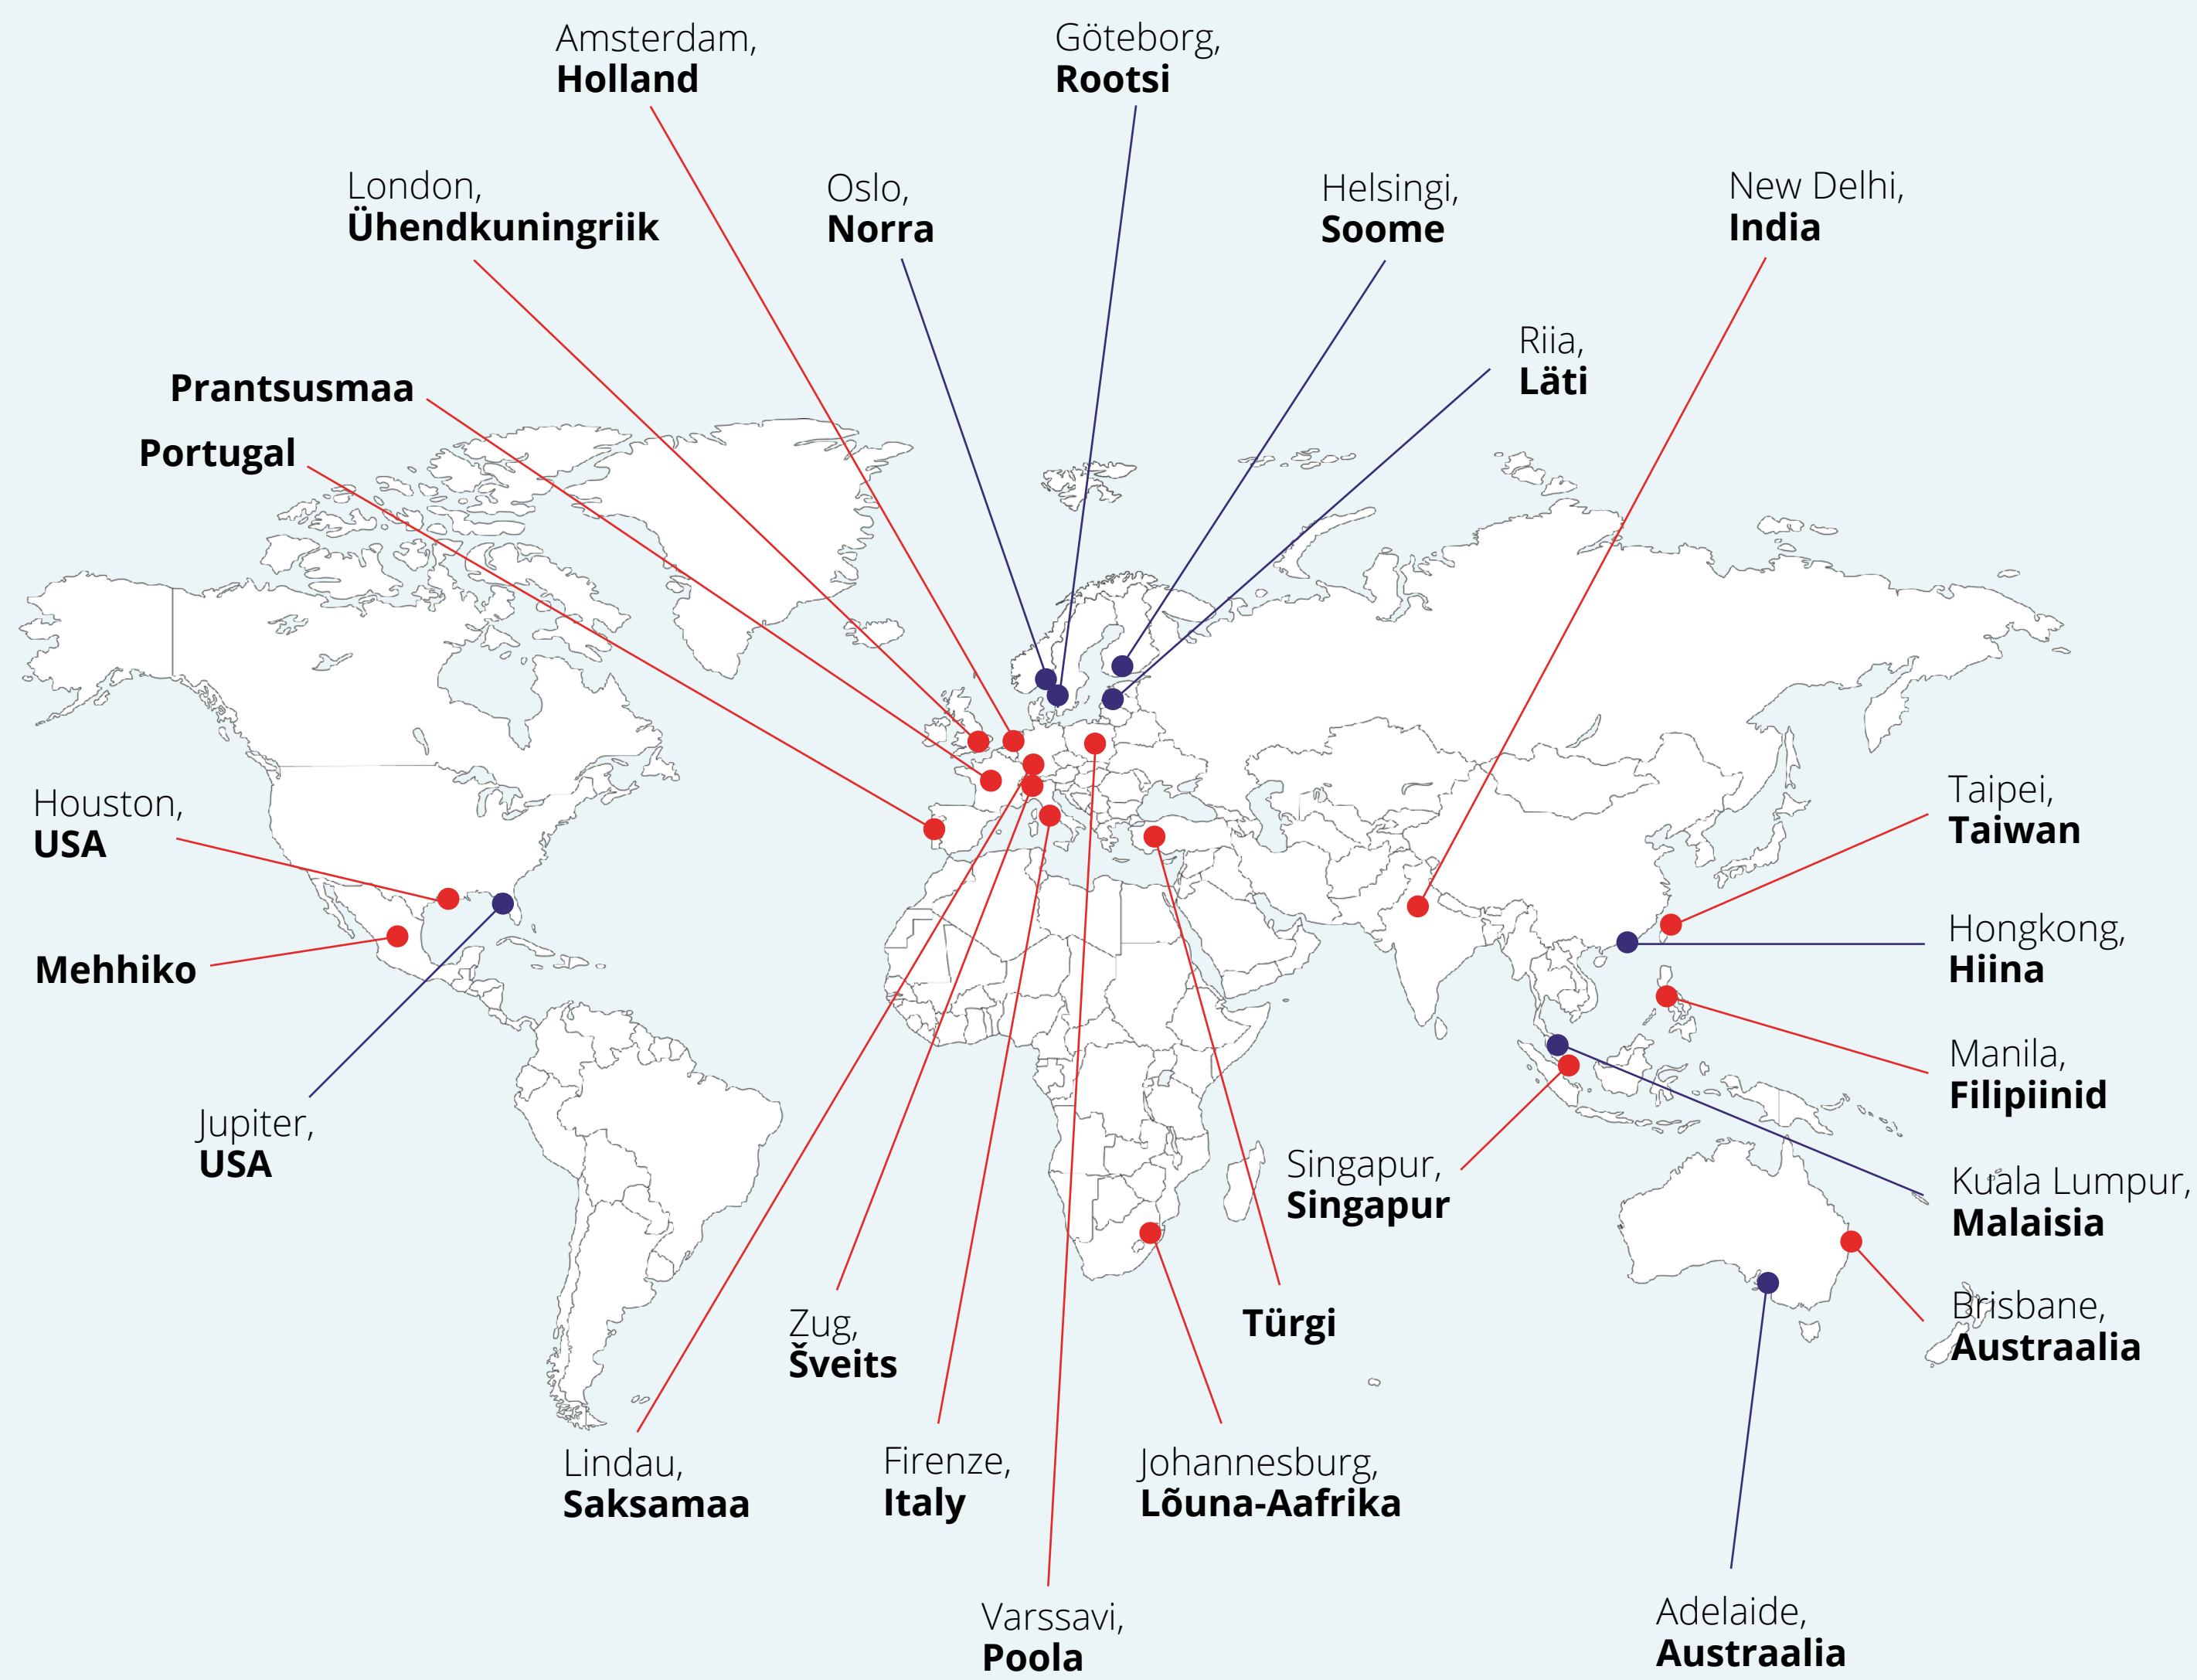 Amsterdam,
Holland
Göteborg,
Rootsi
London,
Ühendkuningriik
Oslo,
Norra
Helsingi,
Soome
New Delhi,
India
Riia,
Läti
Prantsusmaa
Portugal
Houston,
USA
Taipei,
Taiwan
Hongkong,
Hiina
Mehhiko
Manila,
Filipiinid
Jupiter,
USA
Singapur,
Singapur
Kuala Lumpur,
Malaisia
Brisbane,
Austraalia
Zug,
Šveits
Türgi
Lindau,
Saksamaa
Firenze,
Italy
Johannesburg,
Lõuna-Aafrika
Varssavi,
Poola
Adelaide,
Austraalia